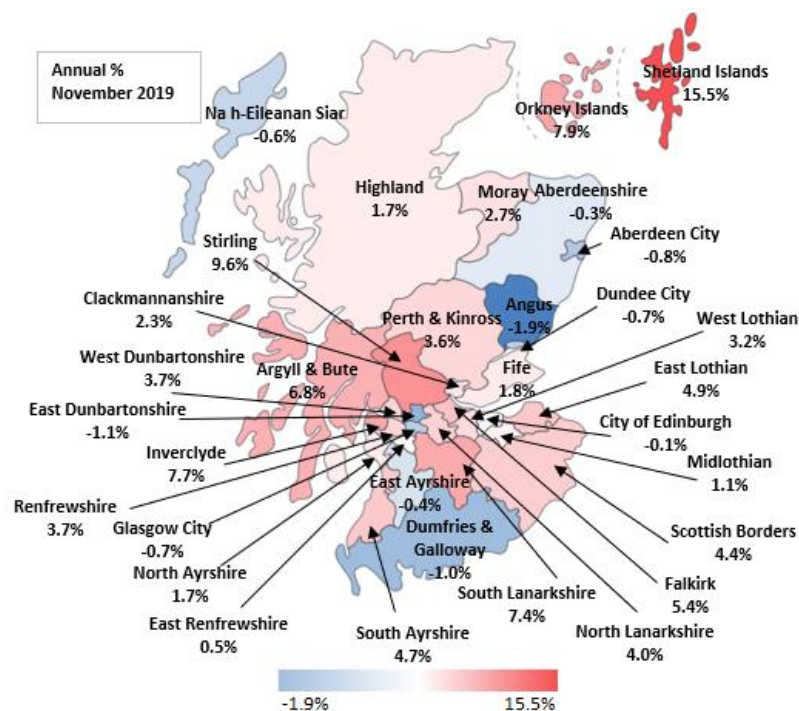 Annual %
November 2019
Shetland Islands
15.5%
Na h-Eileanan Siar
-0.6%
Orkney Islands
7.9%
Highland
1.7%
Moray
2.7%
Aberdeenshire
-0.3%
Stirling
9.6%
Aberdeen City
-0.8%
Clackmannanshire
2.3%
Perth & Kinross
3.6%
Angus
-1.9%
Dundee City
-0.7%
West Lothian
3.2%
West Dunbartonshire
3.7%
Argyll & Bute
6.8%
Fife
1.8%
East Lothian
4.9%
East Dunbartonshire
-1.1%
City of Edinburgh
-0.1%
Inverclyde
7.7%
Midlothian
1.1%
East Ayrshire
-0.4%
Renfrewshire
3.7%
Glasgow City
-0.7%
Dumfries &
Galloway
-1.0%
Scottish Borders
4.4%
North Ayrshire
1.7%
South Lanarkshire
7.4%
Falkirk
5.4%
East Renfrewshire
0.5%
South Ayrshire
4.7%
North Lanarkshire
4.0%
-1.9%
15.5%